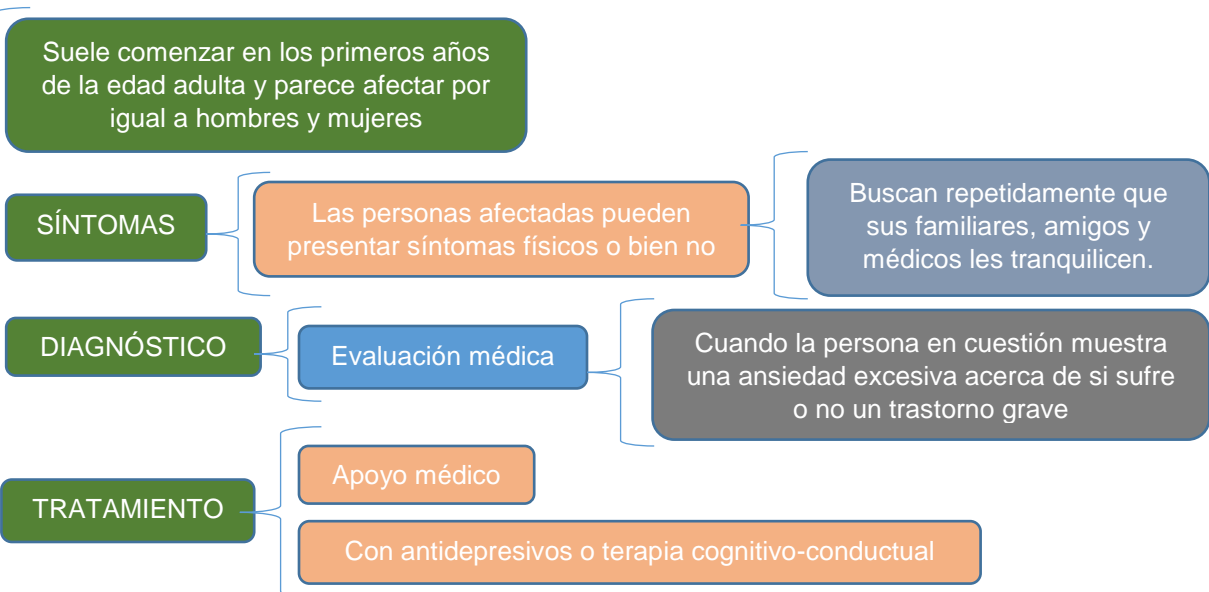 Suele comenzar en los primeros años
de la edad adulta y parece afectar por
igual a hombres y mujeres
SÍNTOMAS
Las personas afectadas pueden
presentar síntomas físicos o bien no
Buscan repetidamente que
sus familiares, amigos y
médicos les tranquilicen.
DIAGNÓSTICO
Evaluación médica
Cuando la persona en cuestión muestra
una ansiedad excesiva acerca de si sufre
o no un trastorno grave
TRATAMIENTO
Apoyo médico
Con antidepresivos o terapia cognitivo-conductual